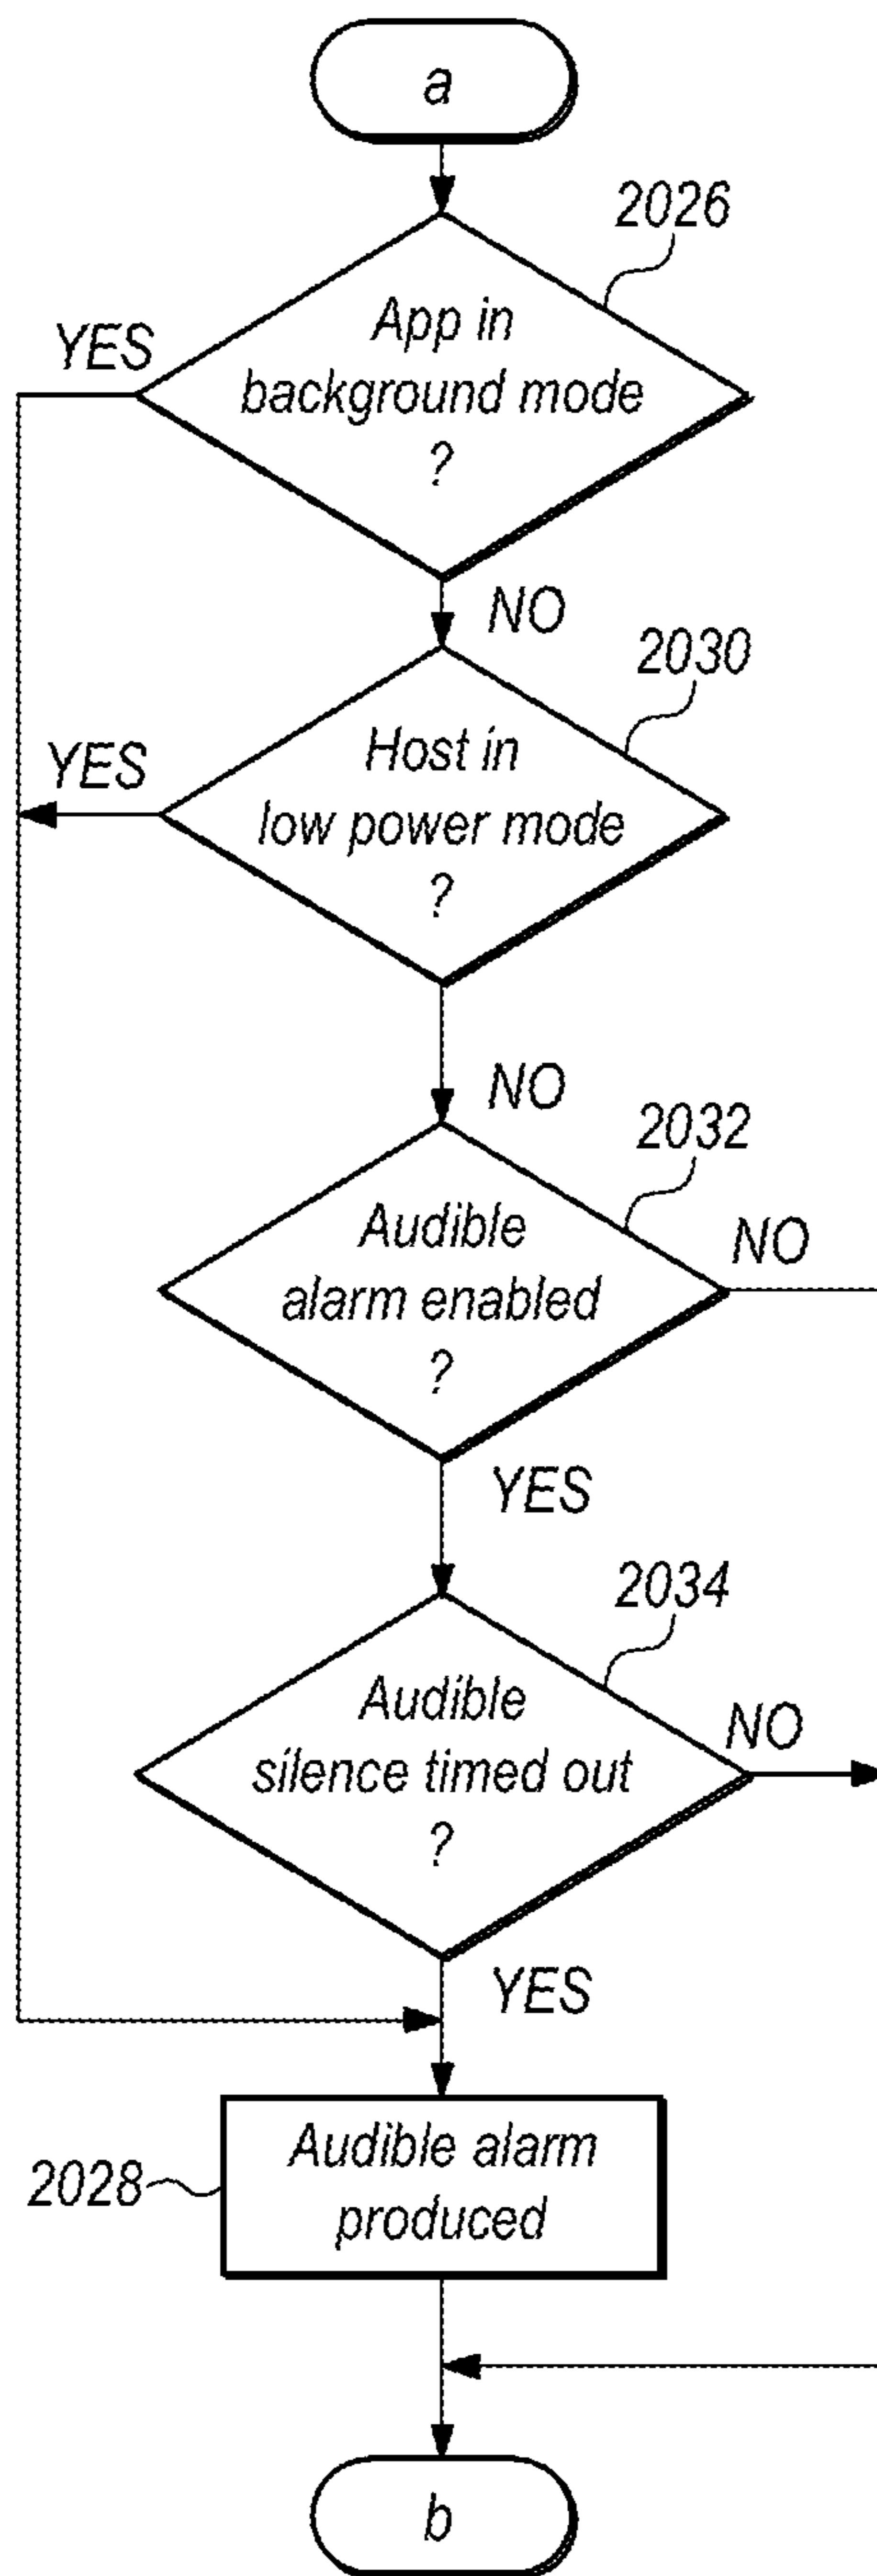 a
2026
App in
YES
background mode
?
NO
2030
Host in
YES
low power mode
?
NO
2032
Audible
NO
alarm enabled
?
YES
2034
Audible
NO
silence timed out
?
YES
Audible alarm
2028
produced
b